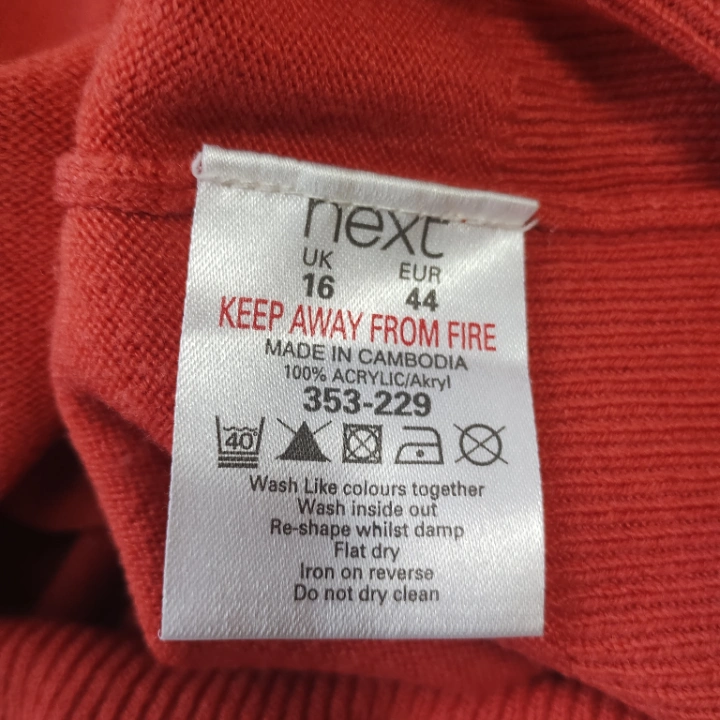 next
UK EUR
16 44
KEEP AWAY FROM FIRE
MADE IN CAMBODIA
100% ACRYLIC/Akryl
353-229
40°
Wash Like colours together
Wash inside out
Re-shape whilst damp
Flat dry
Iron on reverse
Do not dry clean